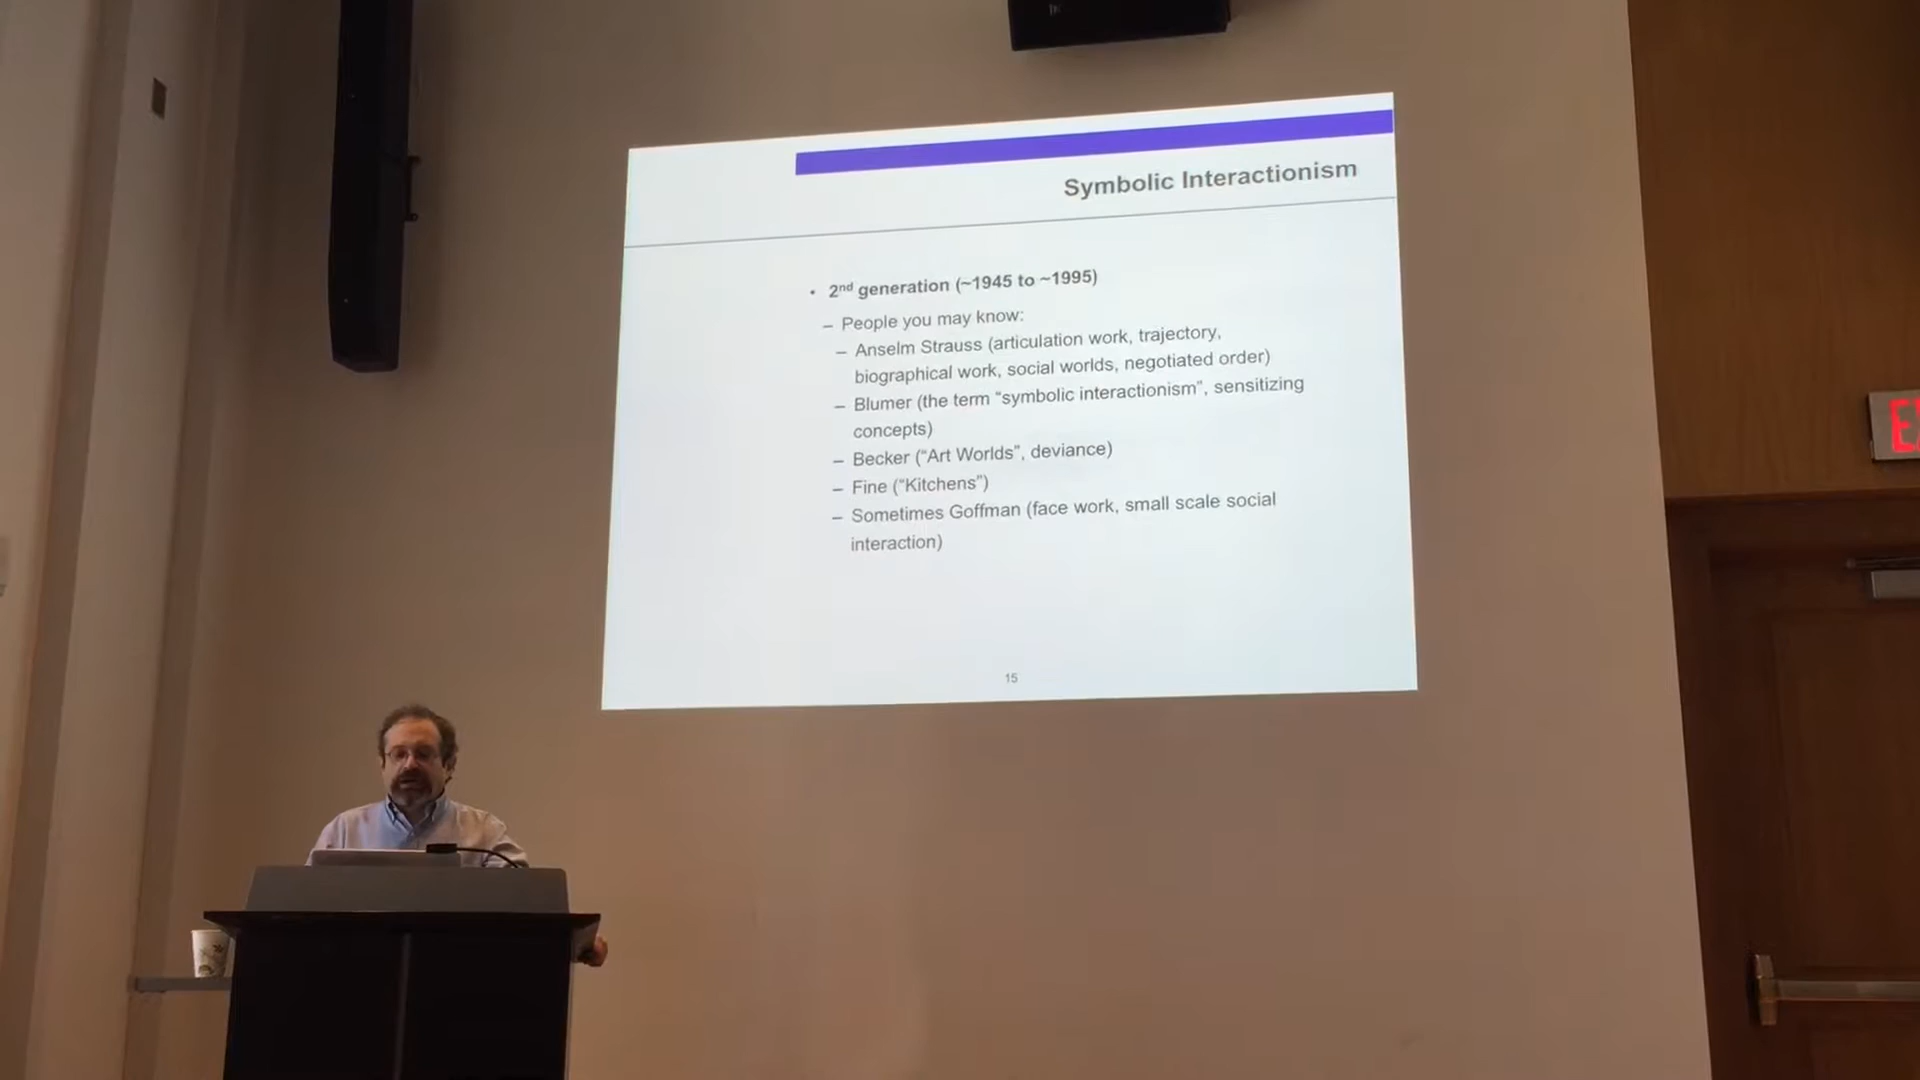 Symbolic Interactionism
• 2nd generation (~1945 to ~1995)
– People you may know:
– Anselm Strauss (articulation work, trajectory,
biographical work, social worlds, negotiated order)
– Blumer (the term “symbolic interactionism”, sensitizing
concepts)
– Becker (“Art Worlds”, deviance)
– Fine (“Kitchens”)
– Sometimes Goffman (face work, small scale social
interaction)
15